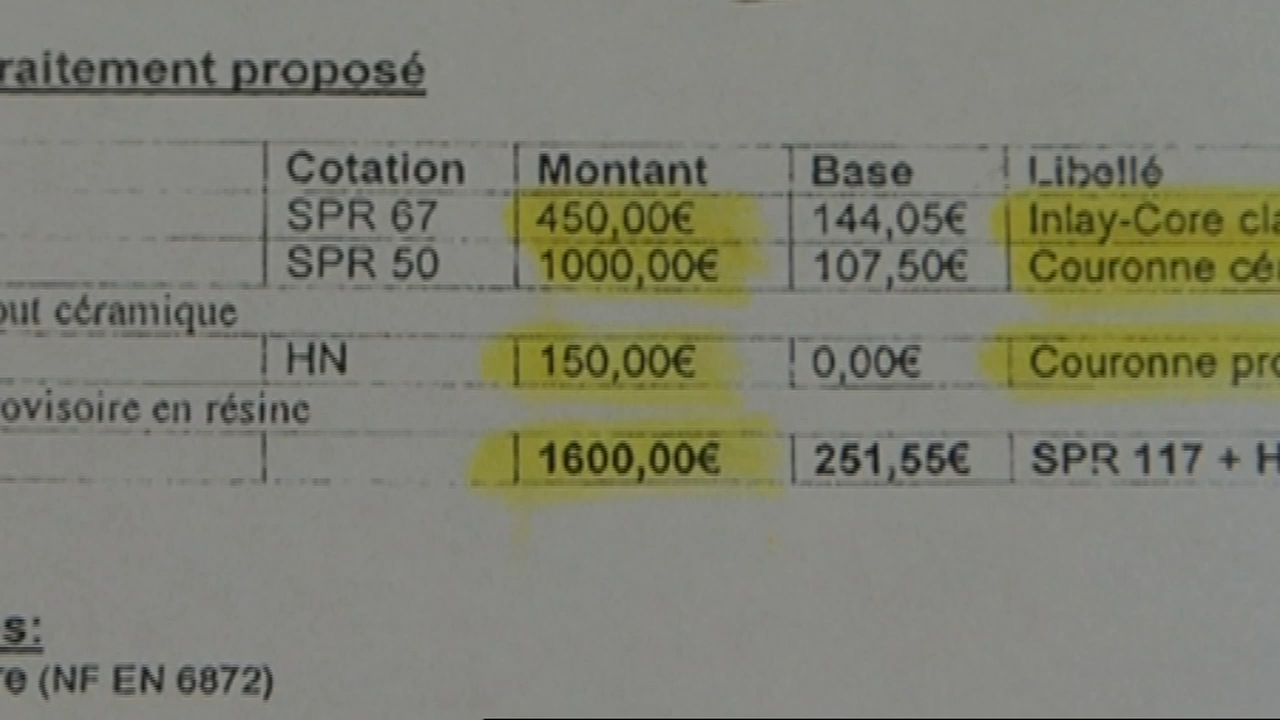 raitement proposé
Cotation Montant Base Libellé
SPR 67 450,00€ 144,05€ Inlay-Core cla
SPR 50 1000,00€ 107,50€ Couronne cér
out céramique
HN 150,00€ 0,00€ Couronne pro
ovisoire en résine
1600,00€ 251,55€ SPR 117 + H
s:
re (NF EN 6872)